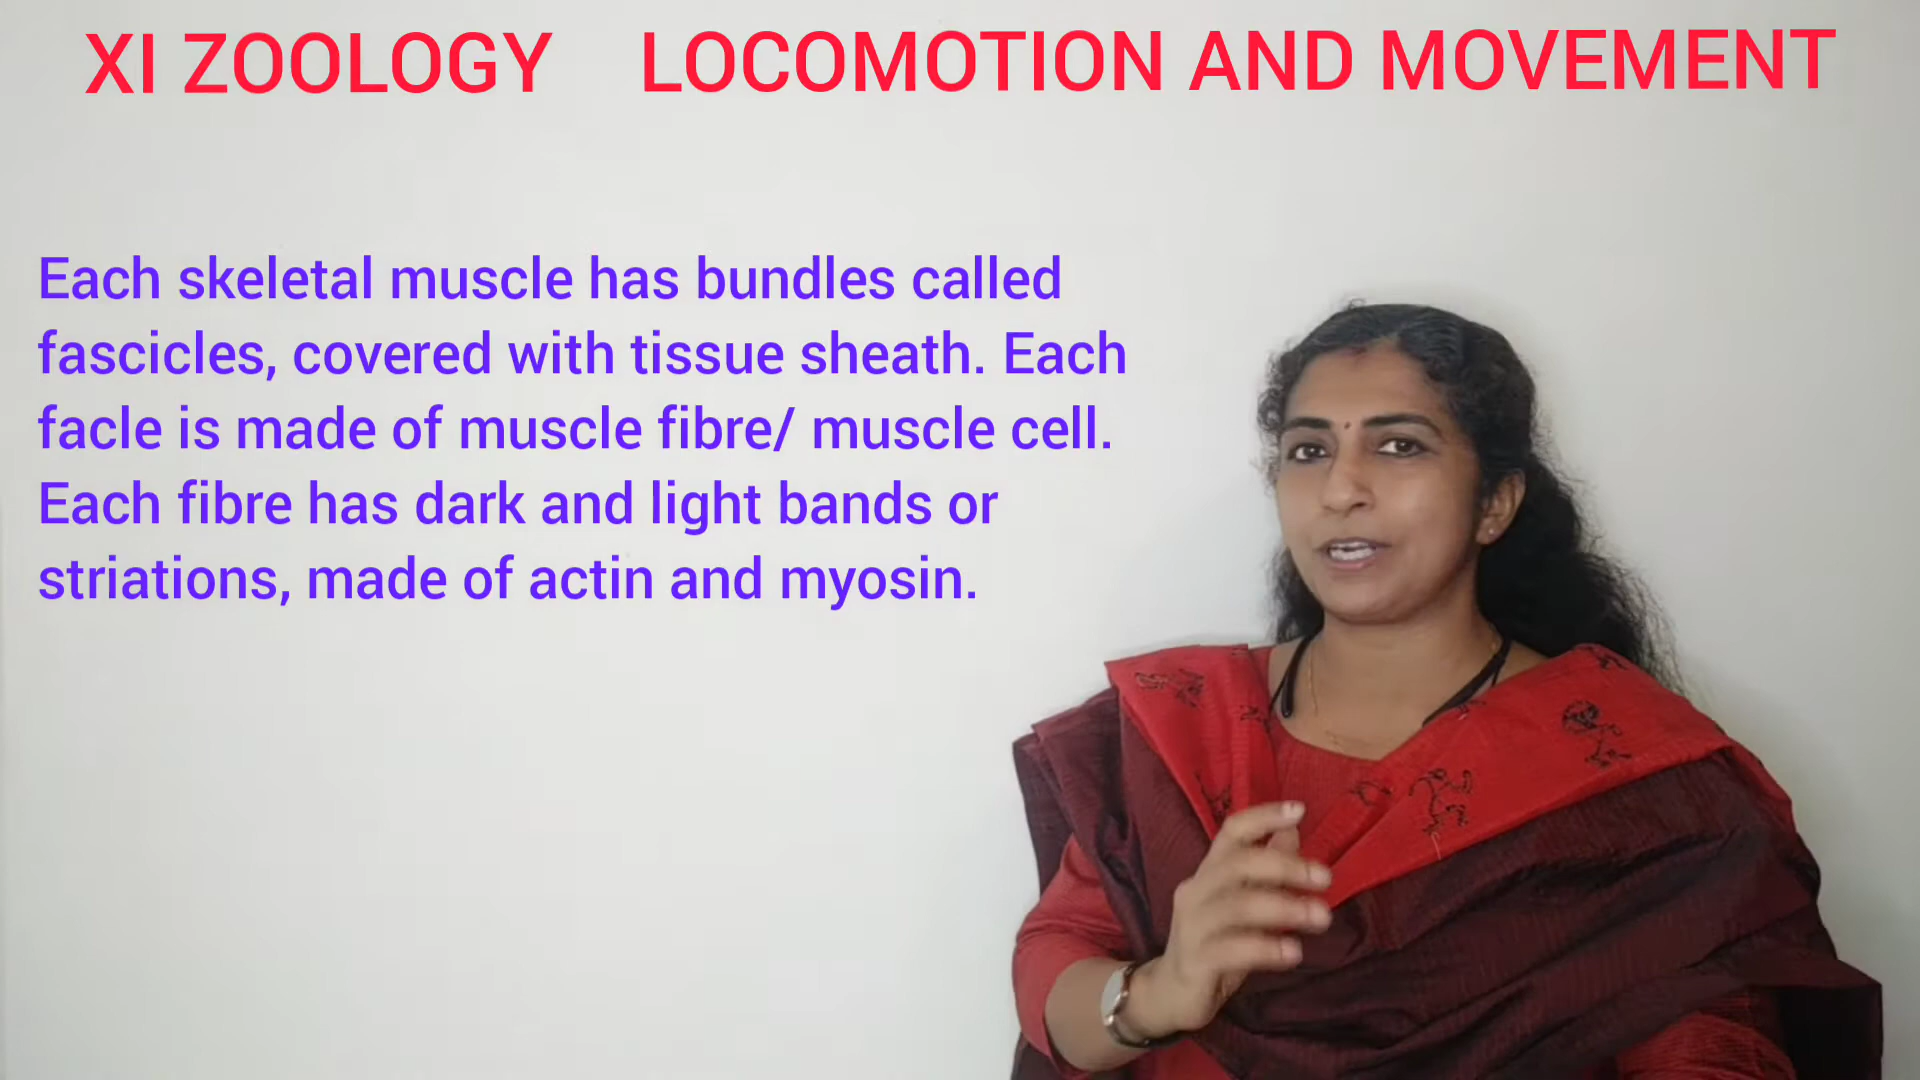 XI ZOOLOGY LOCOMOTION AND MOVEMENT
Each skeletal muscle has bundles called
fascicles, covered with tissue sheath. Each
facle is made of muscle fibre/ muscle cell.
Each fibre has dark and light bands or
striations, made of actin and myosin.